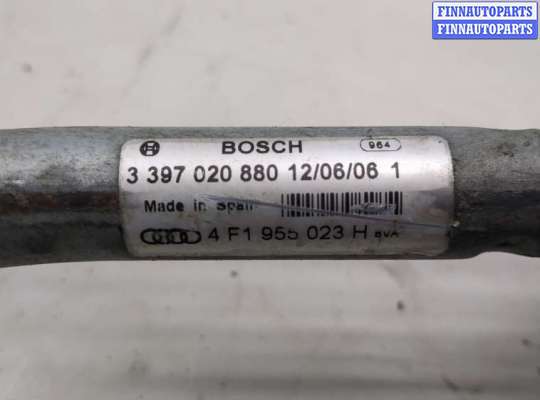 FINNAUTOPARTS
FINNAUTOPARTS
BOSCH 964
3 397 020 880 12/06/06 1
Made in Spain
4 F1 955 023 H BVA